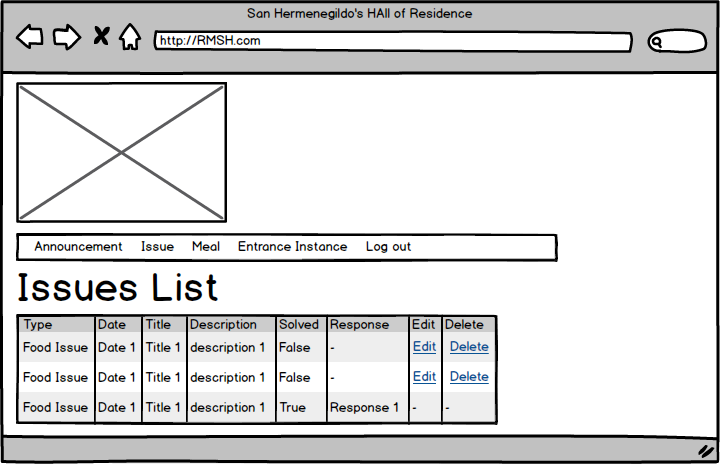 San Hermenegildo's HAll of Residence
http://RMSH.com
Announcement Issue Meal Entrance Instance Log out
Issues List
Type Date Title Description Solved Response Edit Delete
Food Issue Date 1 Title 1 description 1 False - Edit Delete
Food Issue Date 1 Title 1 description 1 False - Edit Delete
Food Issue Date 1 Title 1 description 1 True Response 1 - -